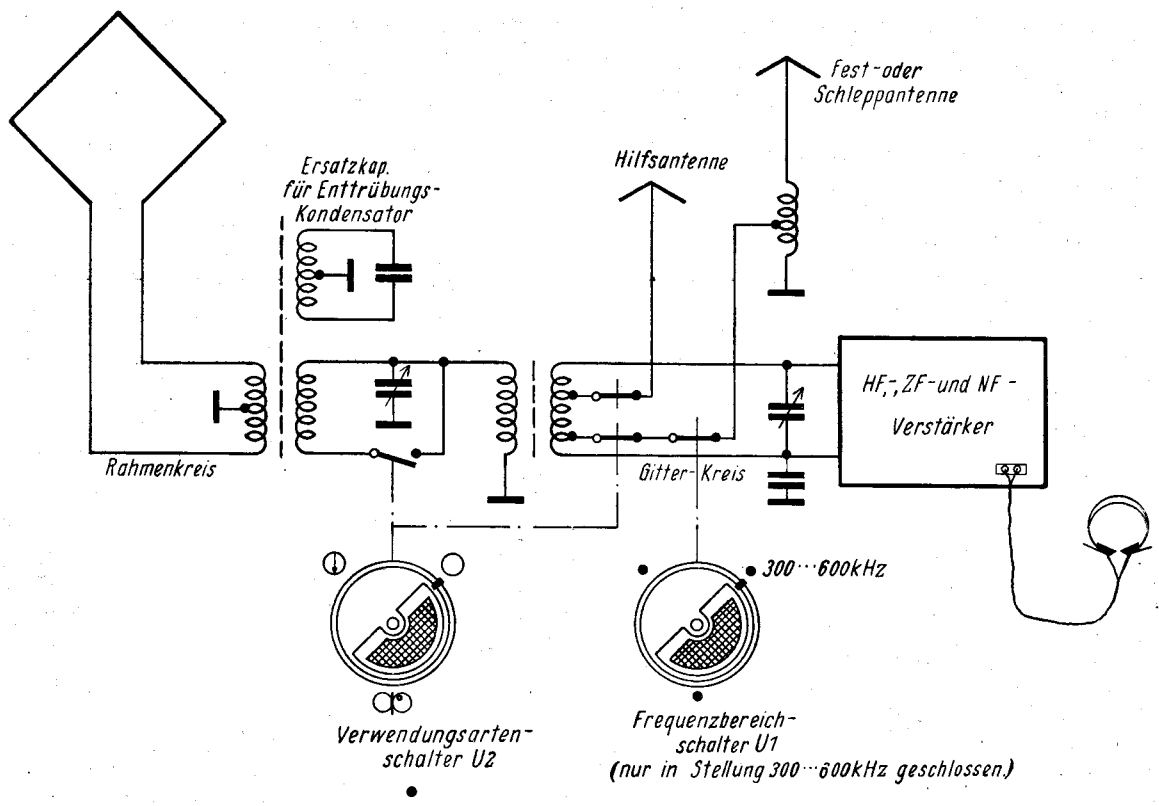 Fest-oder
Schleppantenne
Hilfsantenne
Ersatzkap.
für Enttrübungs-
Kondensator
HF-,ZF-und NF-
Verstärker
Rahmenkreis
Gitter-Kreis
300...600kHz
Verwendungsarten-
schalter U2
Frequenzbereich-
schalter U1
(nur in Stellung 300...600kHz geschlossen.)